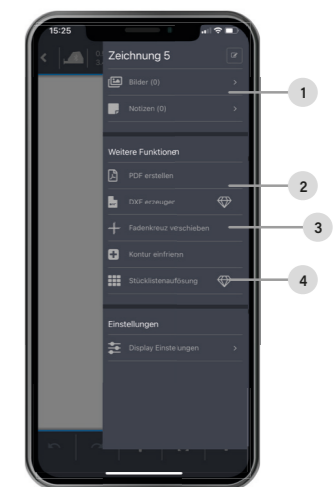 15:25
Zeichnung 5
Bilder (0)
Notizen (0)
1
Weitere Funktionen
PDF erstellen
2
DXF erzeugen
Fadenkreuz verschieben
3
Kontur einfrieren
Stücklistenauflösung
4
Einstellungen
Display Einstellungen